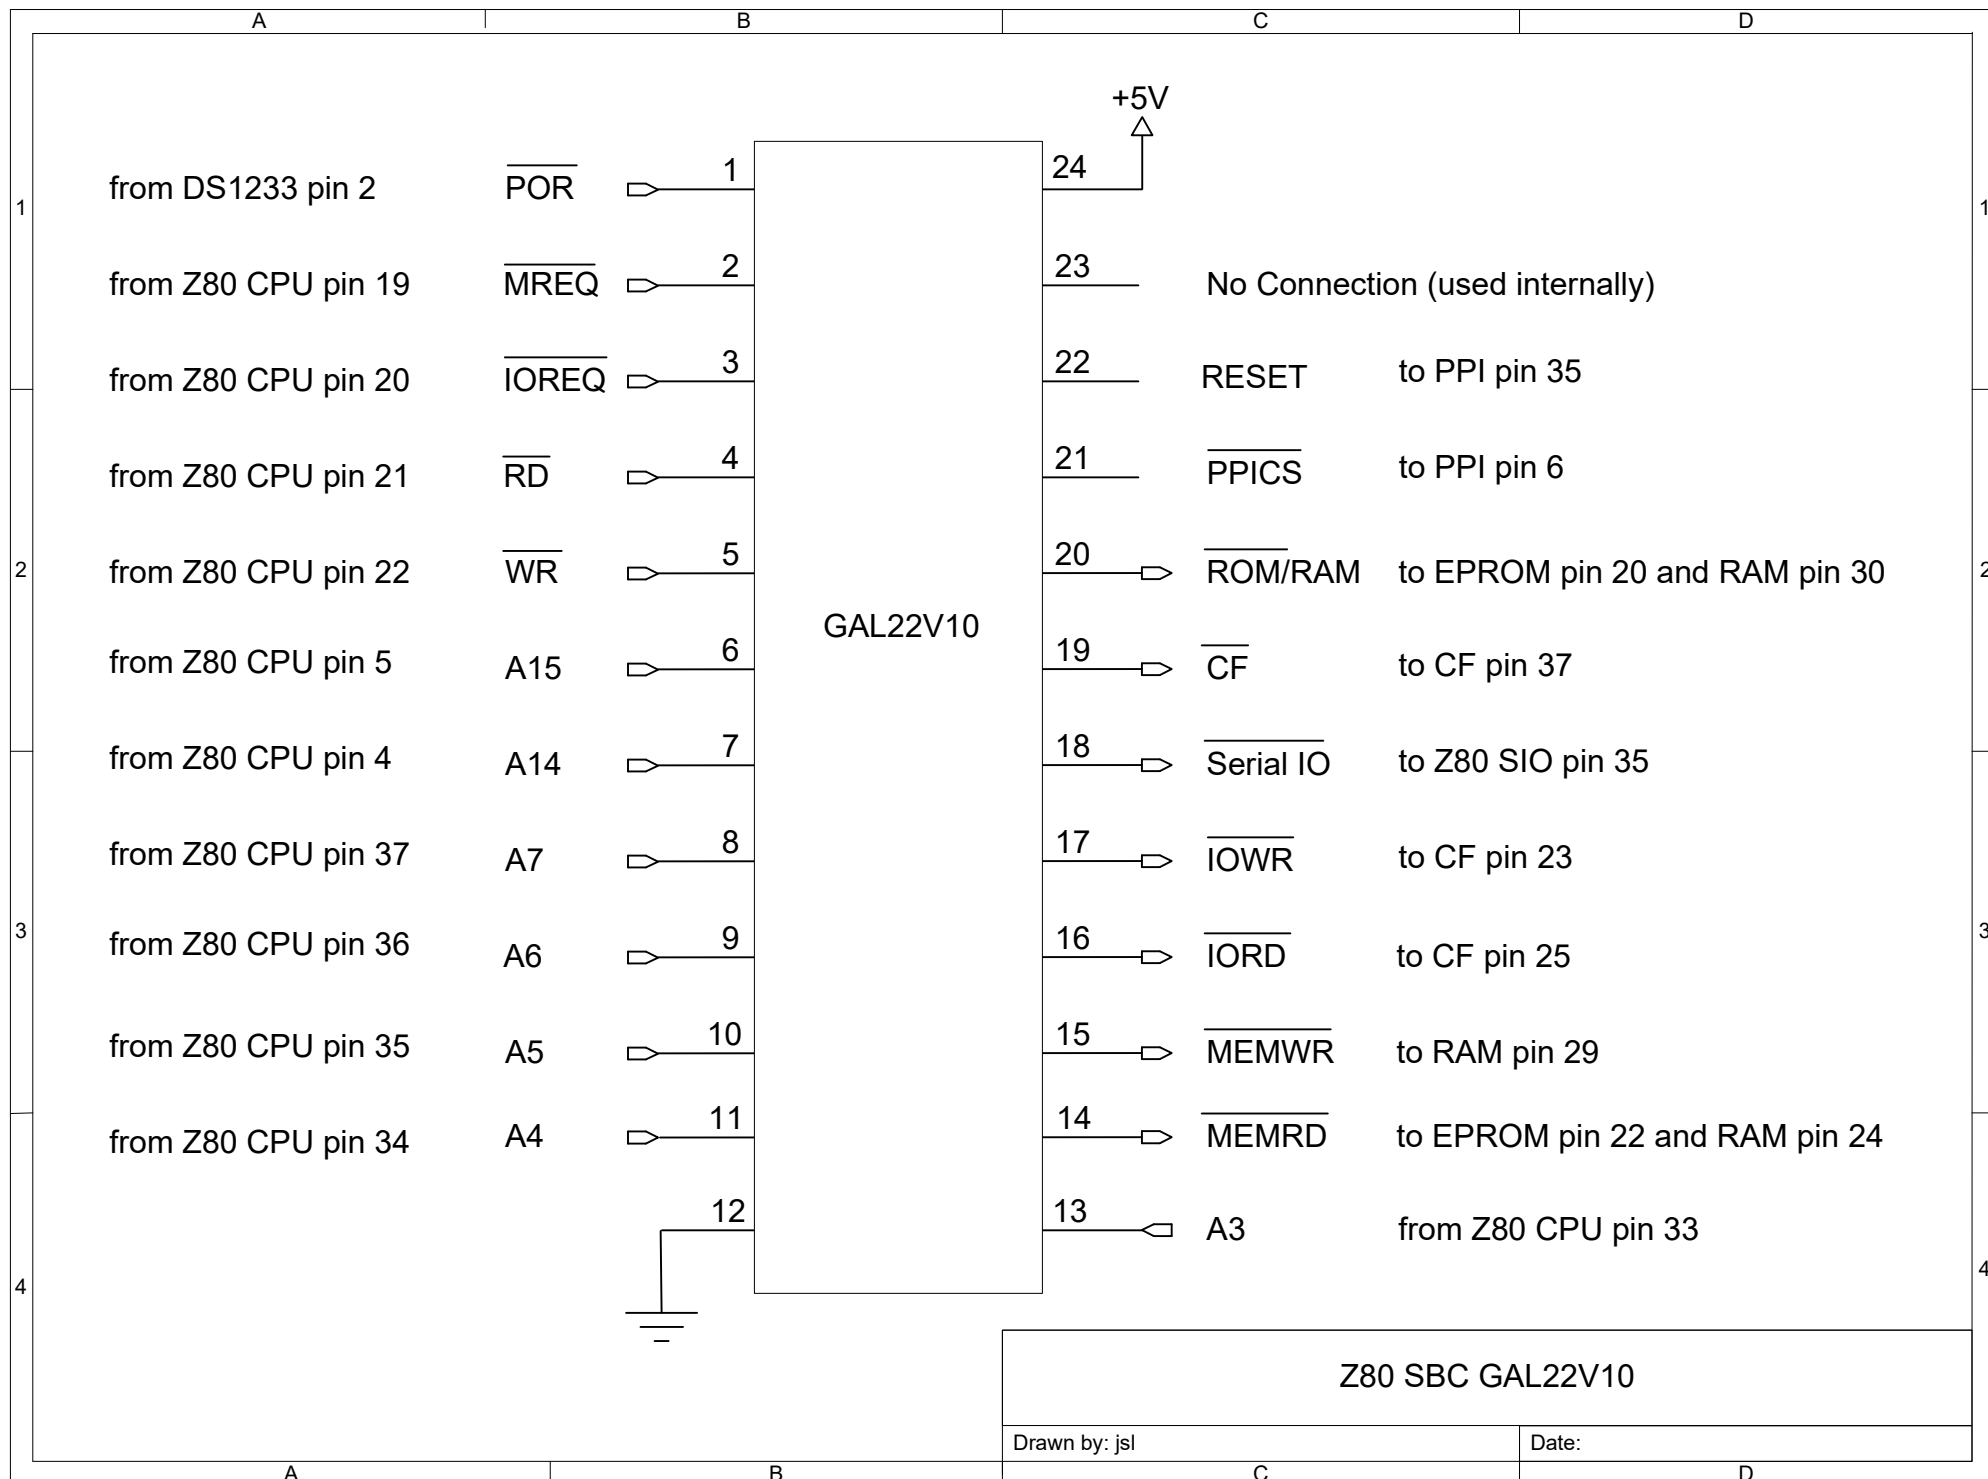 A B C D
+5V
from DS1233 pin 2 POR 1 24
1 1
from Z80 CPU pin 19 MREQ 2 23 No Connection (used internally)
from Z80 CPU pin 20 IOREQ 3 22 RESET to PPI pin 35
from Z80 CPU pin 21 RD 4 21 PPICS to PPI pin 6
2 from Z80 CPU pin 22 WR 5 20 ROM/RAM to EPROM pin 20 and RAM pin 30 2
GAL22V10
from Z80 CPU pin 5 A15 6 19 CF to CF pin 37
from Z80 CPU pin 4 A14 7 18 Serial IO to Z80 SIO pin 35
from Z80 CPU pin 37 A7 8 17 IOWR to CF pin 23
3 3
from Z80 CPU pin 36 A6 9 16 IORD to CF pin 25
from Z80 CPU pin 35 A5 10 15 MEMWR to RAM pin 29
from Z80 CPU pin 34 A4 11 14 MEMRD to EPROM pin 22 and RAM pin 24
12 13 A3 from Z80 CPU pin 33
4 4
Z80 SBC GAL22V10
Drawn by: jsl Date:
A B C D